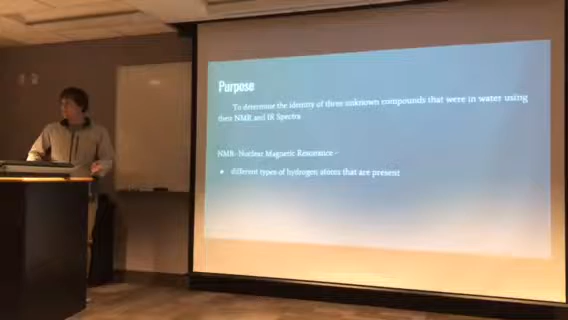 Purpose
To determine the identity of three unknown compounds that were in water using
their NMR and IR Spectra
NMR- Nuclear Magnetic Resonance -
• different types of hydrogen atoms that are present